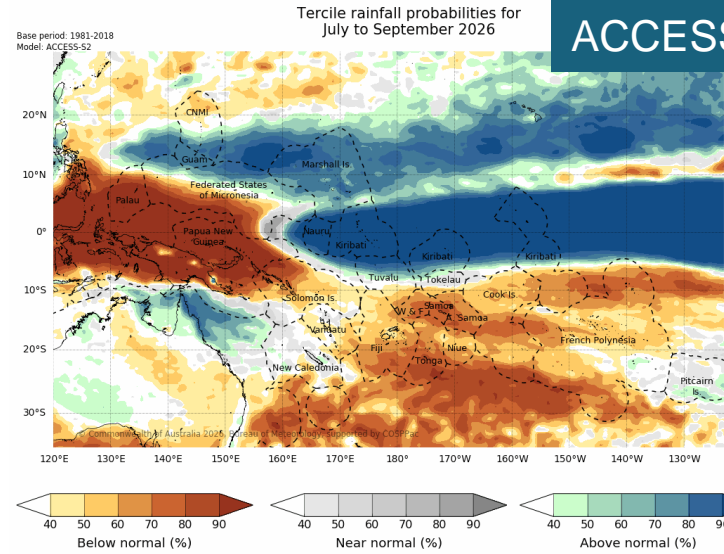 Tercile rainfall probabilities for
July to September 2026
ACCESS
Base period: 1981-2018
Model: ACCESS-S2
20°N
10°N
0°
10°S
20°S
30°S
CNMI
Guam
Marshall Is.
Federated States
of Micronesia
Palau
Papua New
Guinea
Nauru
Kiribati
Kiribati
Kiribati
Tuvalu
Tokelau
Solomon Is.
Cook Is.
W & F
Samoa
A. Samoa
Vanuatu
Fiji
Niue
French Polynesia
Tonga
New Caledonia
Pitcairn
Is.
© Commonwealth of Australia 2026, Bureau of Meteorology, supported by COSPPac
120°E 130°E 140°E 150°E 160°E 170°E 180° 170°W 160°W 150°W 140°W 130°W
40 50 60 70 80 90
Below normal (%)
40 50 60 70 80 90
Near normal (%)
40 50 60 70 80 90
Above normal (%)